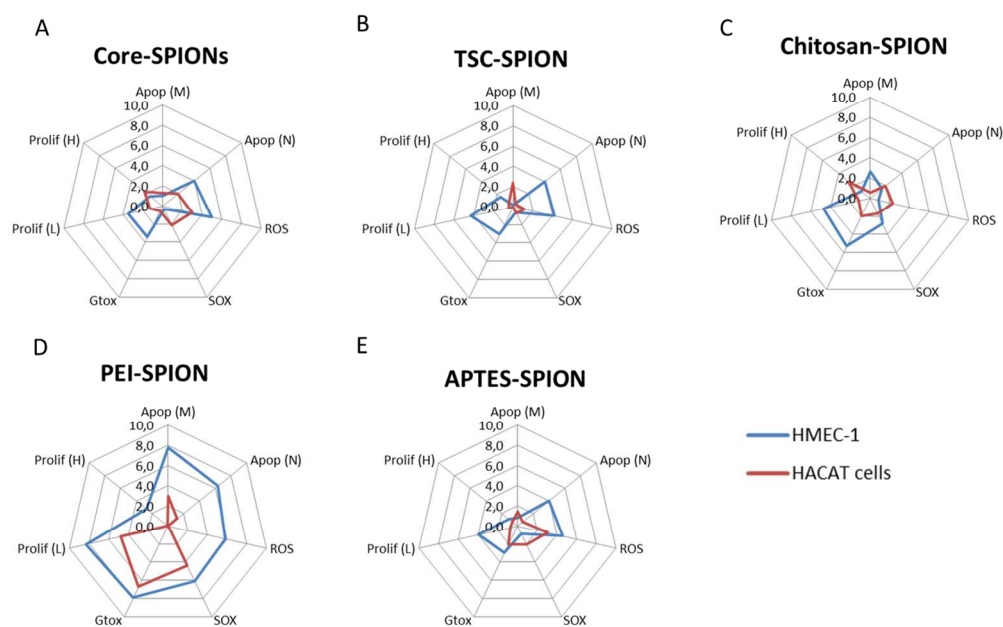 A
Core-SPIONs
Apop (M)
10,0
8,0
6,0
4,0
2,0
0,0
Prolif (H)
Apop (N)
Prolif (L)
ROS
Gtox
SOX
B
TSC-SPION
Apop (M)
10,0
8,0
6,0
4,0
2,0
0,0
Prolif (H)
Apop (N)
Prolif (L)
ROS
Gtox
SOX
C
Chitosan-SPION
Apop (M)
10,0
8,0
6,0
4,0
2,0
0,0
Prolif (H)
Apop (N)
Prolif (L)
ROS
Gtox
SOX
D
PEI-SPION
Apop (M)
10,0
8,0
6,0
4,0
2,0
0,0
Prolif (H)
Apop (N)
Prolif (L)
ROS
Gtox
SOX
E
APTES-SPION
Apop (M)
10,0
8,0
6,0
4,0
2,0
0,0
Prolif (H)
Apop (N)
Prolif (L)
ROS
Gtox
SOX
HMEC-1
HACAT cells